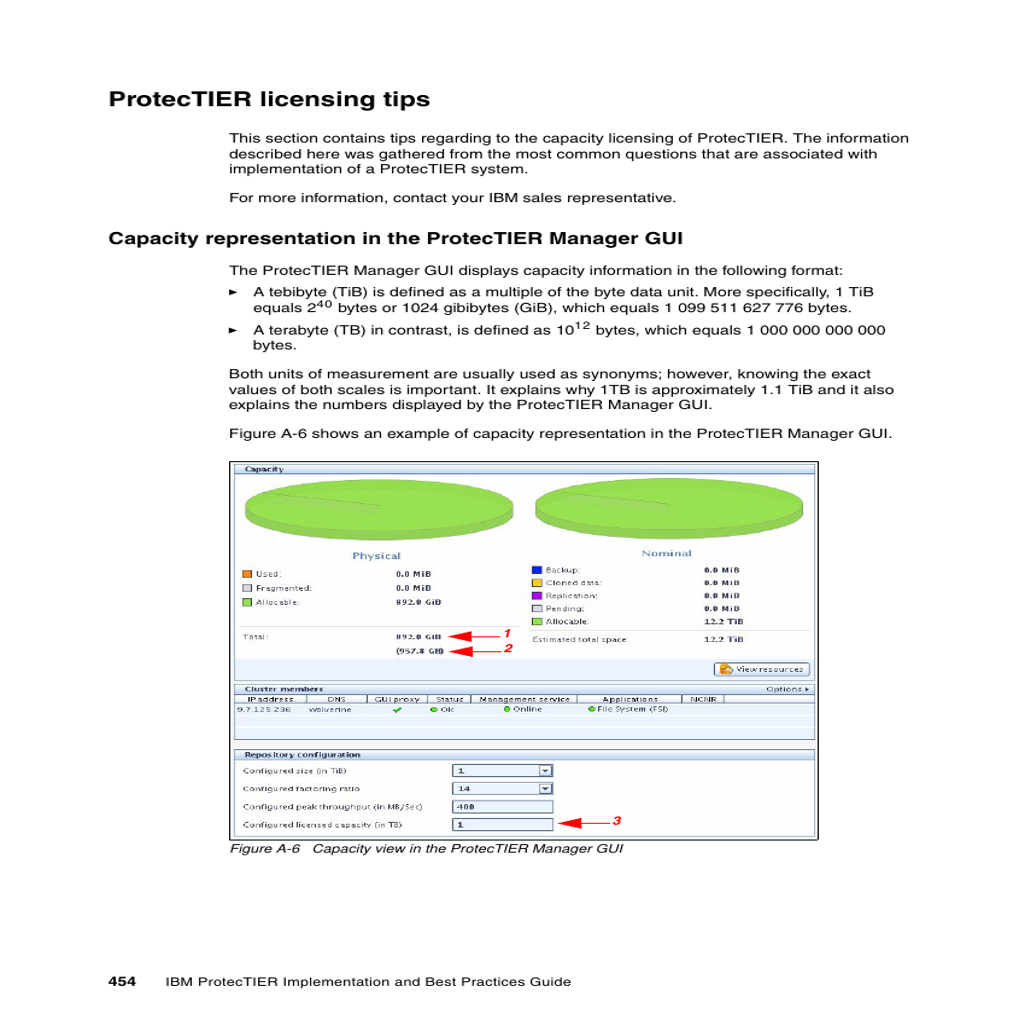 ProtecTIER licensing tips
This section contains tips regarding to the capacity licensing of ProtecTIER. The information
described here was gathered from the most common questions that are associated with
implementation of a ProtecTIER system.
For more information, contact your IBM sales representative.
Capacity representation in the ProtecTIER Manager GUI
The ProtecTIER Manager GUI displays capacity information in the following format:
► A tebibyte (TiB) is defined as a multiple of the byte data unit. More specifically, 1 TiB
equals 2⁴⁰ bytes or 1024 gibibytes (GiB), which equals 1 099 511 627 776 bytes.
► A terabyte (TB) in contrast, is defined as 10¹² bytes, which equals 1 000 000 000 000
bytes.
Both units of measurement are usually used as synonyms; however, knowing the exact
values of both scales is important. It explains why 1TB is approximately 1.1 TiB and it also
explains the numbers displayed by the ProtecTIER Manager GUI.
Figure A-6 shows an example of capacity representation in the ProtecTIER Manager GUI.
Capacity
Physical
Used: 0.0 MiB
Fragmented: 0.0 MiB
Allocable: 892.0 GiB
Total: 892.0 GiB 1
(957.8 GB) 2
Nominal
Backup: 0.0 MiB
Cloned data: 0.0 MiB
Replication: 0.0 MiB
Pending: 0.0 MiB
Allocable: 12.2 TiB
Estimated total space: 12.2 TiB
View resources
Cluster members Options
IP address DNS GUI proxy Status Management service Applications NCNR
9.7.125.236 wolverine Ok Online File System (FSI)
Repository configuration
Configured size (in TiB) 1
Configured factoring ratio 14
Configured peak throughput (in MB/Sec) 400
Configured licensed capacity (in TB) 1 3
Figure A-6 Capacity view in the ProtecTIER Manager GUI
454 IBM ProtecTIER Implementation and Best Practices Guide